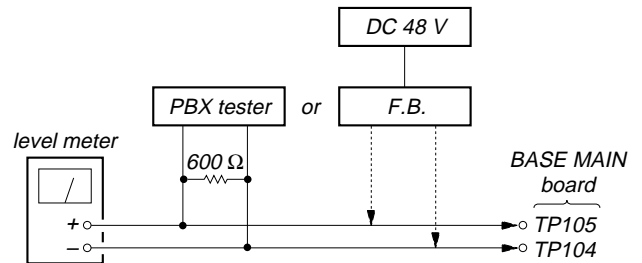 DC 48 V
PBX tester or F.B.
level meter
600 Ω
BASE MAIN
board
+ TP105
– TP104